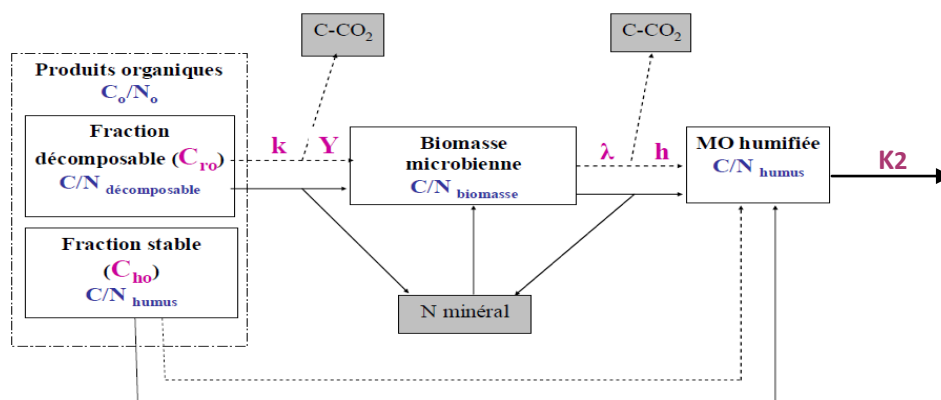 C-CO₂
C-CO₂
Produits organiques
Cₒ/Nₒ
Fraction
décomposable (Cᵣₒ)
C/N décomposable
k
Y
Biomasse
microbienne
C/N biomasse
λ
h
MO humifiée
C/N humus
K2
Fraction stable
(Cₕₒ)
C/N humus
N minéral